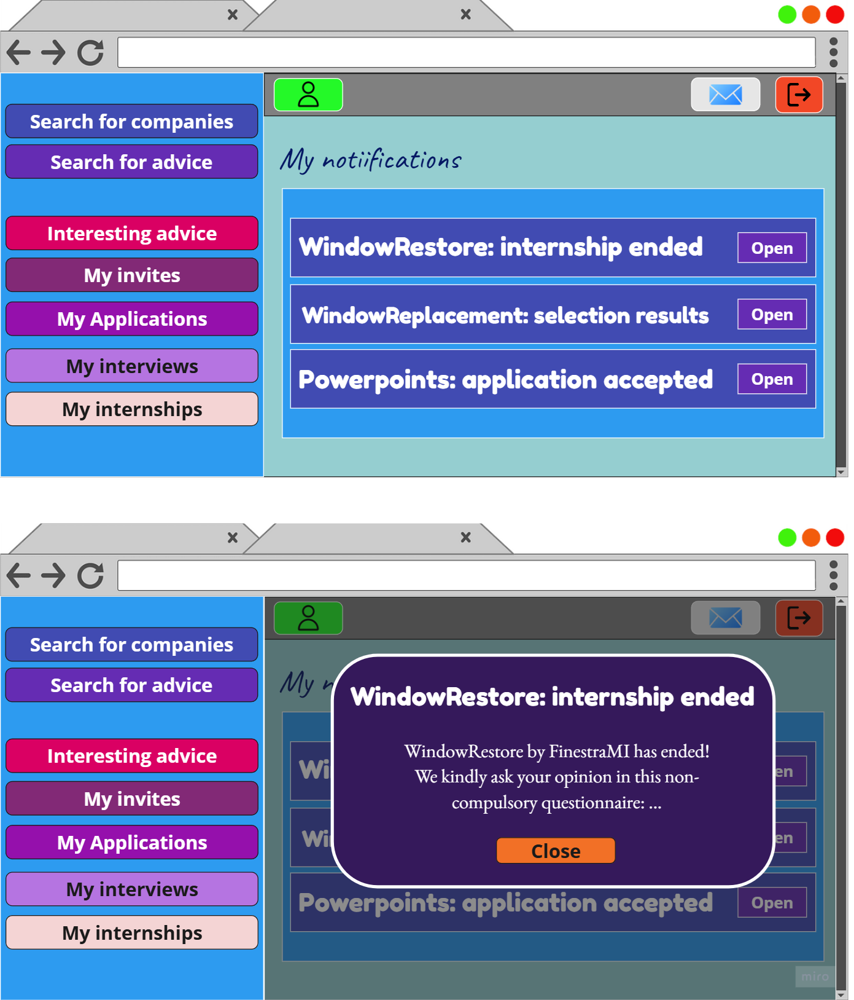 Search for companies
Search for advice
Interesting advice
My invites
My Applications
My interviews
My internships
My notiifications
WindowRestore: internship ended
Open
WindowReplacement: selection results
Open
Powerpoints: application accepted
Open
Search for companies
Search for advice
Interesting advice
My invites
My Applications
My interviews
My internships
My n
WindowRestore: internship ended
WindowRestore by FinestraMI has ended!
We kindly ask your opinion in this non-
compulsory questionnaire: ...
Close
Wi
en
Wi
en
Powerpoints: application accepted
Open
miro